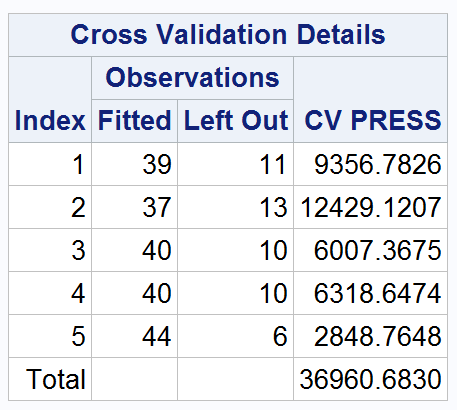 Cross Validation Details
Observations
Index Fitted Left Out CV PRESS
1 39 11 9356.7826
2 37 13 12429.1207
3 40 10 6007.3675
4 40 10 6318.6474
5 44 6 2848.7648
Total 36960.6830